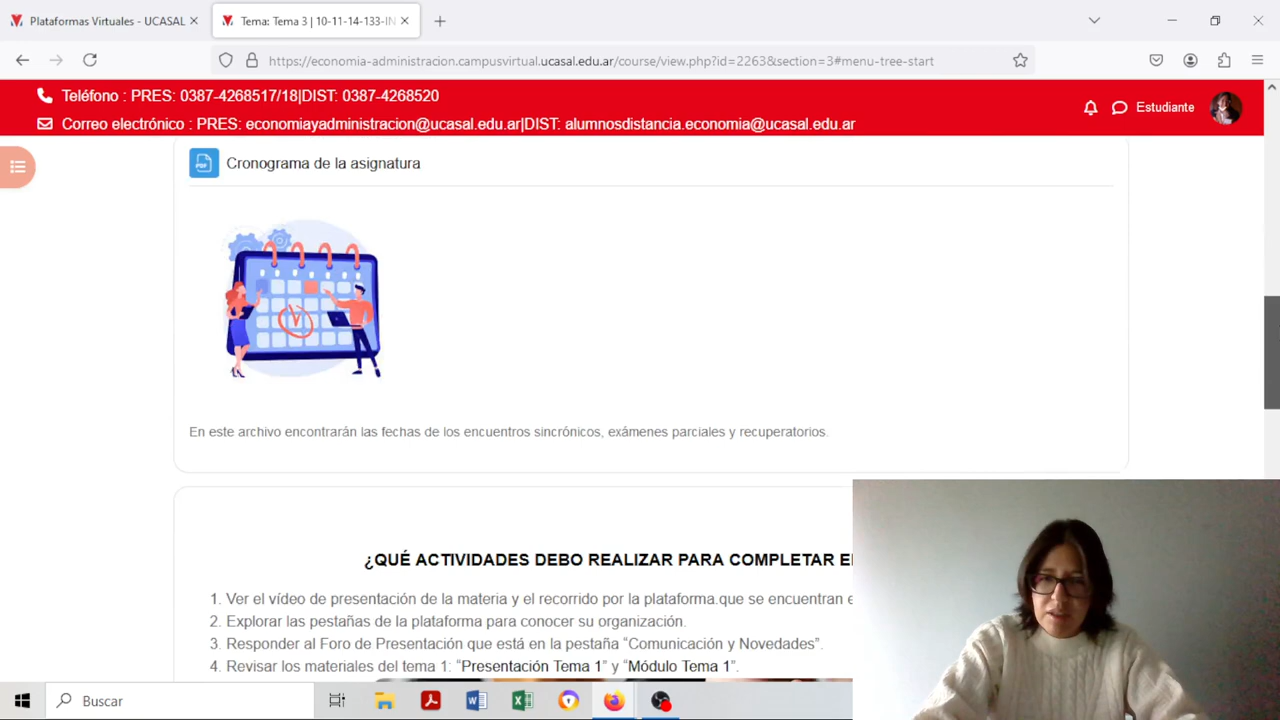 Plataformas Virtuales - UCASAL
Tema: Tema 3 | 10-11-14-133-IN
https://economia-administracion.campusvirtual.ucasal.edu.ar/course/view.php?id=2263&section=3#menu-tree-start
Teléfono : PRES: 0387-4268517/18|DIST: 0387-4268520
Estudiante
Correo electrónico : PRES: economiayadministracion@ucasal.edu.ar|DIST: alumnosdistancia.economia@ucasal.edu.ar
PDF
Cronograma de la asignatura
En este archivo encontrarán las fechas de los encuentros sincrónicos, exámenes parciales y recuperatorios.
¿QUÉ ACTIVIDADES DEBO REALIZAR PARA COMPLETAR
1. Ver el vídeo de presentación de la materia y el recorrido por la plataforma.que se encuentran
2. Explorar las pestañas de la plataforma para conocer su organización.
3. Responder al Foro de Presentación que está en la pestaña “Comunicación y Novedades”.
4. Revisar los materiales del tema 1: “Presentación Tema 1” y “Módulo Tema 1”.
Buscar